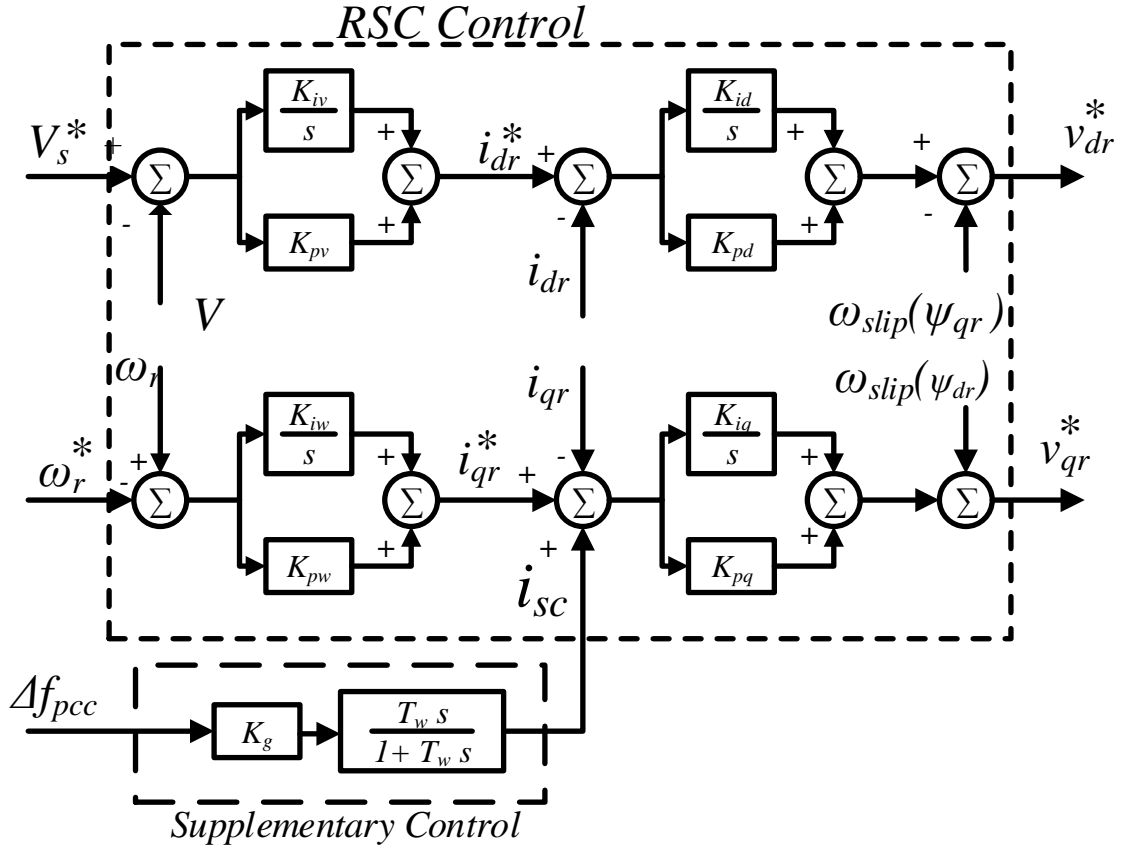 RSC Control
V_s^* + - Σ K_iv/s K_pv + + Σ i_dr^* + - Σ K_id/s K_pd + + Σ + - Σ v_dr^*
V i_dr ω_slip(ψ_qr)
ω_r i_qr ω_slip(ψ_dr)
ω_r^* + - Σ K_iw/s K_pw + + Σ i_qr^* + - + Σ K_iq/s K_pq + + Σ Σ v_qr^*
i_sc
Δf_pcc K_g T_w s/1+ T_w s
Supplementary Control